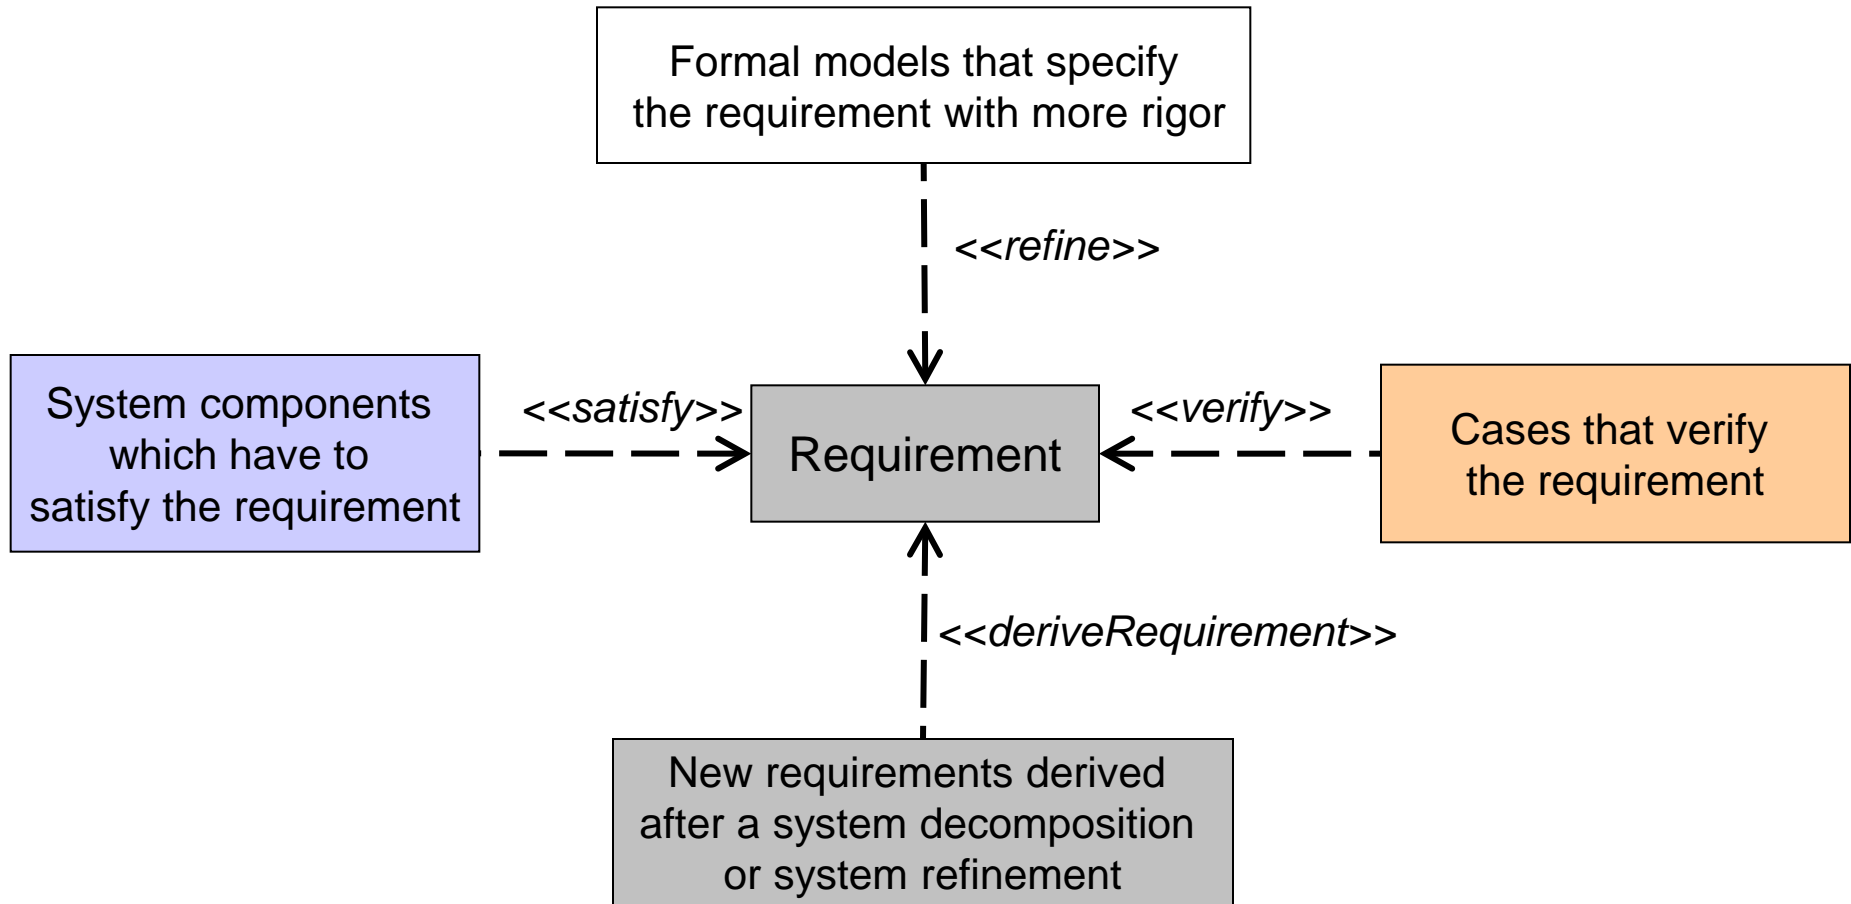 Formal models that specify
the requirement with more rigor
<<refine>>
System components
which have to
satisfy the requirement
<<satisfy>>
Requirement
<<verify>>
Cases that verify
the requirement
<<deriveRequirement>>
New requirements derived
after a system decomposition
or system refinement